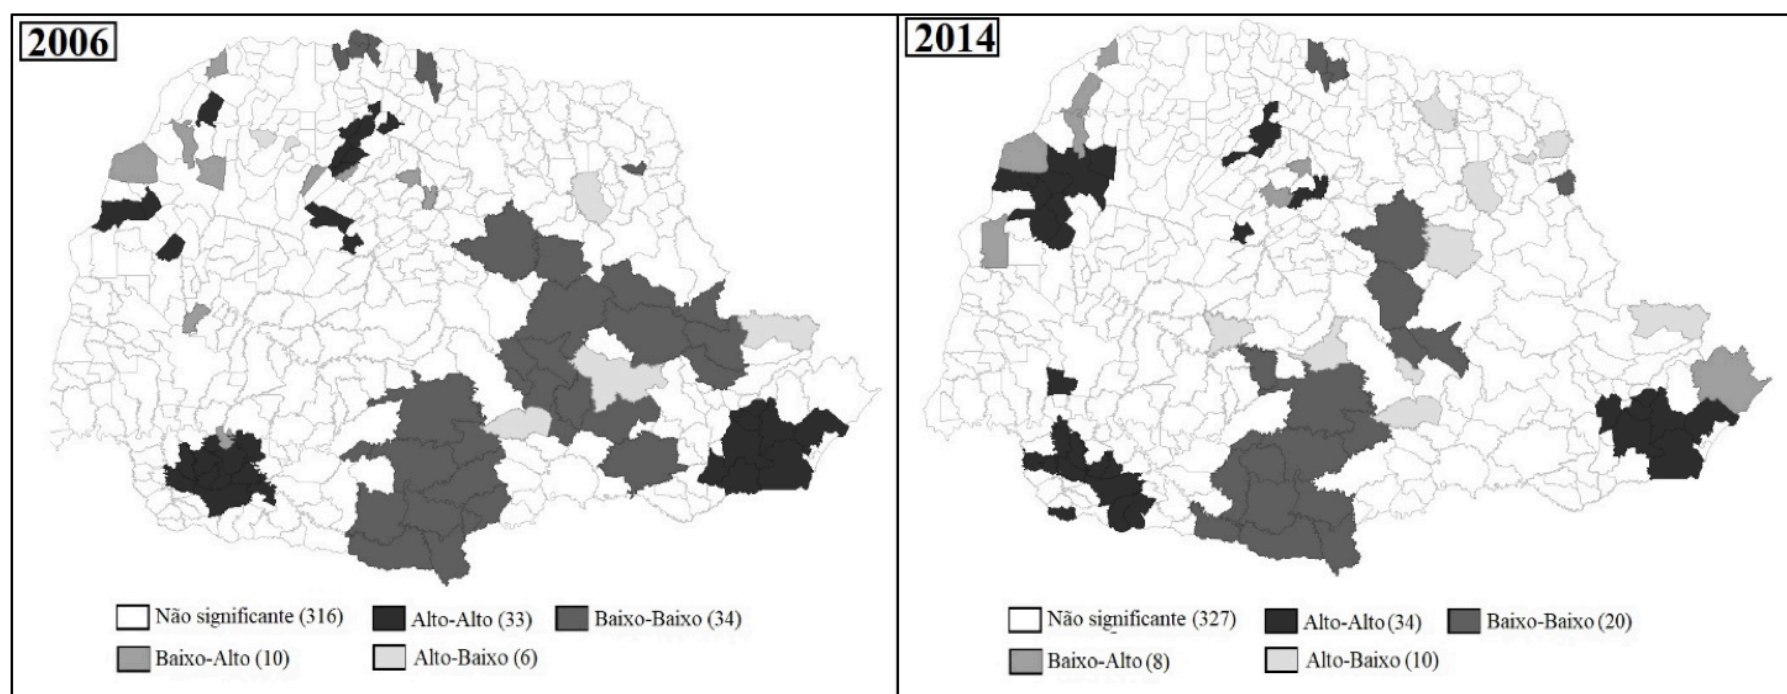 2006
Não significante (316)
Alto-Alto (33)
Baixo-Baixo (34)
Baixo-Alto (10)
Alto-Baixo (6)
2014
Não significante (327)
Alto-Alto (34)
Baixo-Baixo (20)
Baixo-Alto (8)
Alto-Baixo (10)